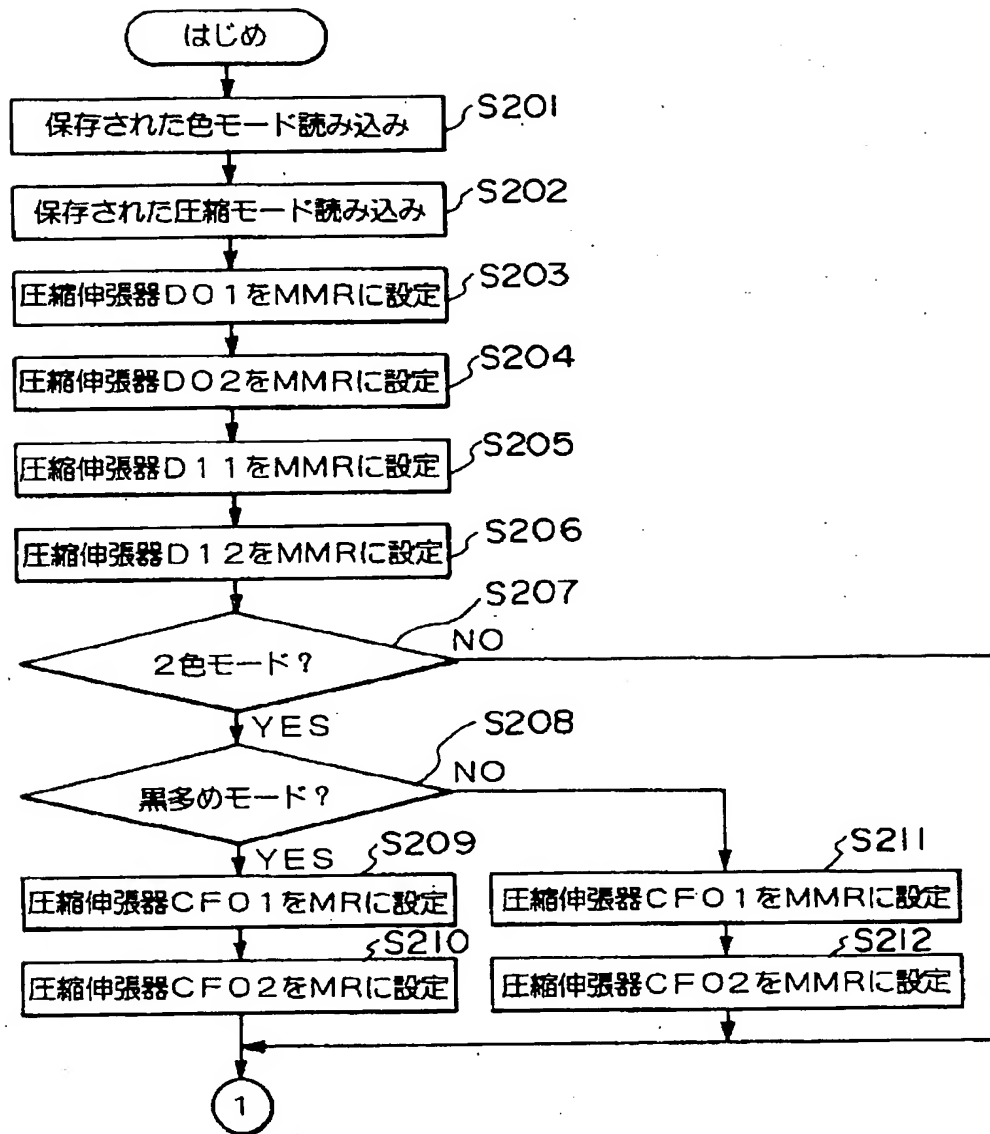 はじめ
保存された色モード読み込み S201
保存された圧縮モード読み込み S202
圧縮伸張器D01をMMRに設定 S203
圧縮伸張器D02をMMRに設定 S204
圧縮伸張器D11をMMRに設定 S205
圧縮伸張器D12をMMRに設定 S206
2色モード? S207
NO
YES
黒多めモード? S208
NO
YES
圧縮伸張器CF01をMRに設定 S209
圧縮伸張器CF02をMRに設定 S210
圧縮伸張器CF01をMMRに設定 S211
圧縮伸張器CF02をMMRに設定 S212
1